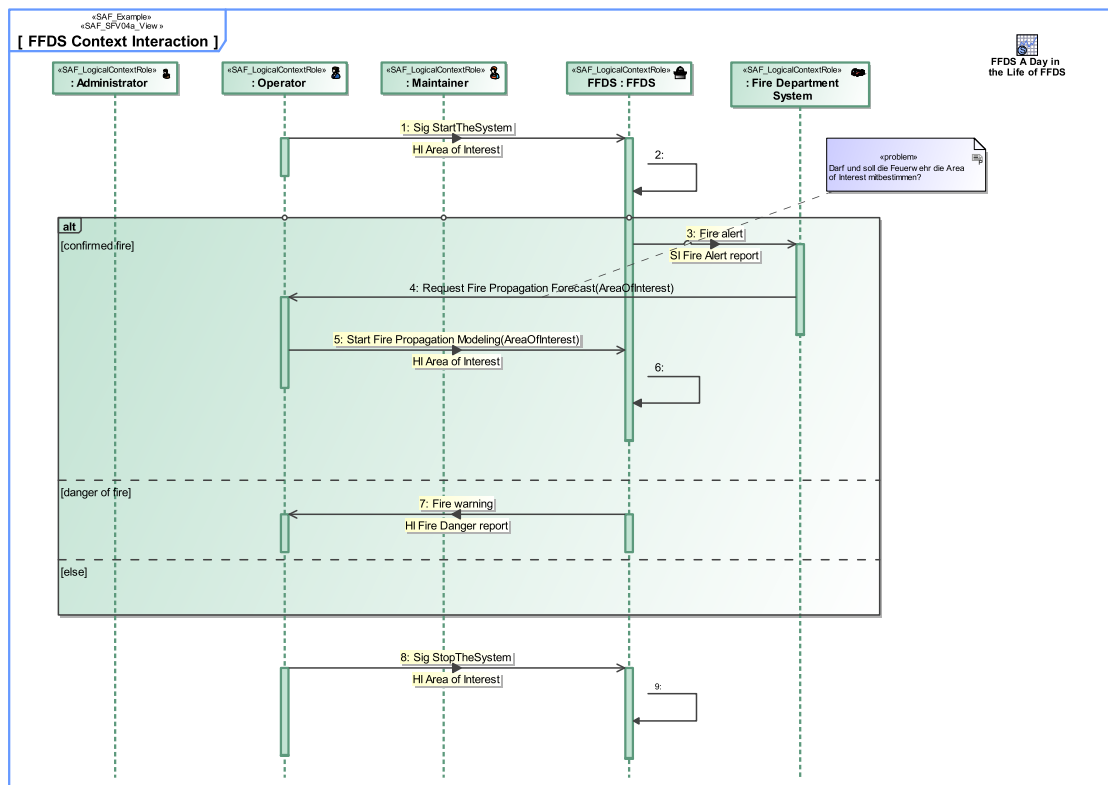 «SAF_Example»
«SAF_SFV04a_View »
[ FFDS Context Interaction ]
FFDS A Day in
the Life of FFDS
«SAF_LogicalContextRole»
: Administrator
«SAF_LogicalContextRole»
: Operator
«SAF_LogicalContextRole»
: Maintainer
«SAF_LogicalContextRole»
FFDS : FFDS
«SAF_LogicalContextRole»
: Fire Department
System
1: Sig StartTheSystem
HI Area of Interest
2:
«problem»
Darf und soll die Feuerwehr die Area
of Interest mitbestimmen?
alt
[confirmed fire]
3: Fire alert
SI Fire Alert report
4: Request Fire Propagation Forecast(AreaOfInterest)
5: Start Fire Propagation Modeling(AreaOfInterest)
HI Area of Interest
6:
[danger of fire]
7: Fire warning
HI Fire Danger report
[else]
8: Sig StopTheSystem
HI Area of Interest
9: